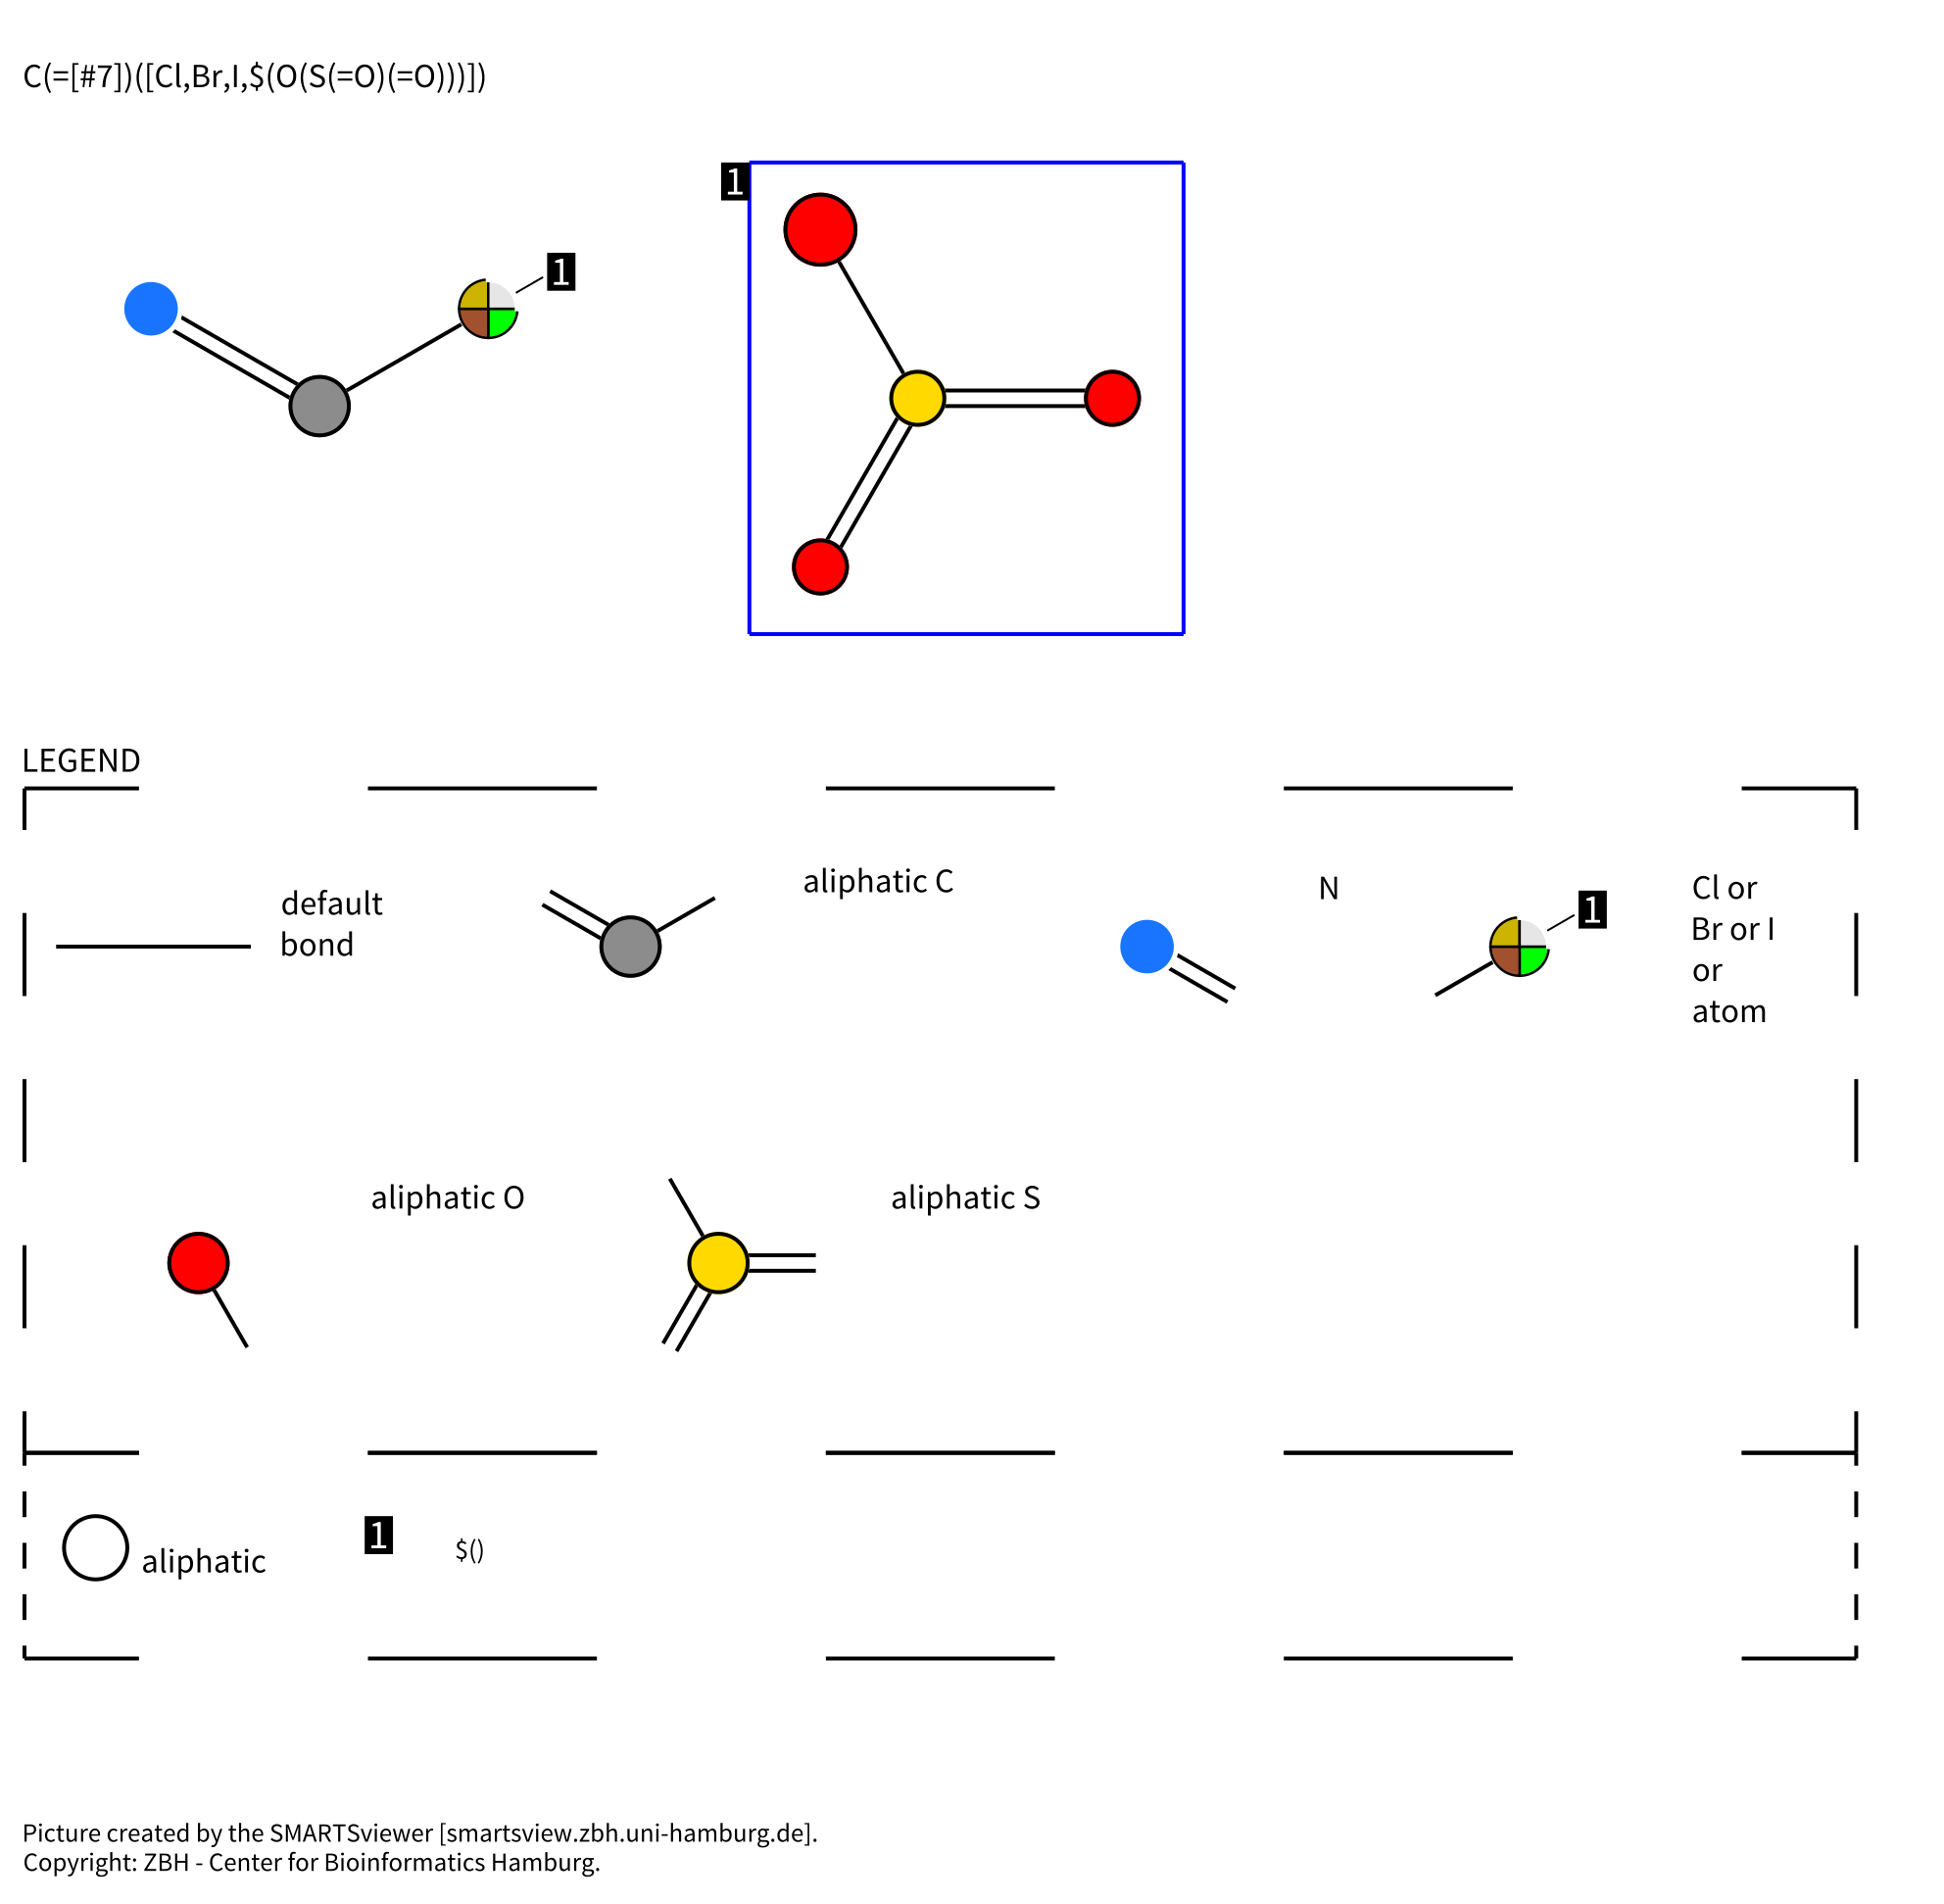 C(=[#7])([Cl,Br,I,$(O(S(=O)(=O)))])
1
1
LEGEND
default
bond
aliphatic C
N
1
Cl or
Br or I
or
atom
aliphatic O
aliphatic S
aliphatic
1
$()
Picture created by the SMARTSviewer [smartsview.zbh.uni-hamburg.de].
Copyright: ZBH - Center for Bioinformatics Hamburg.